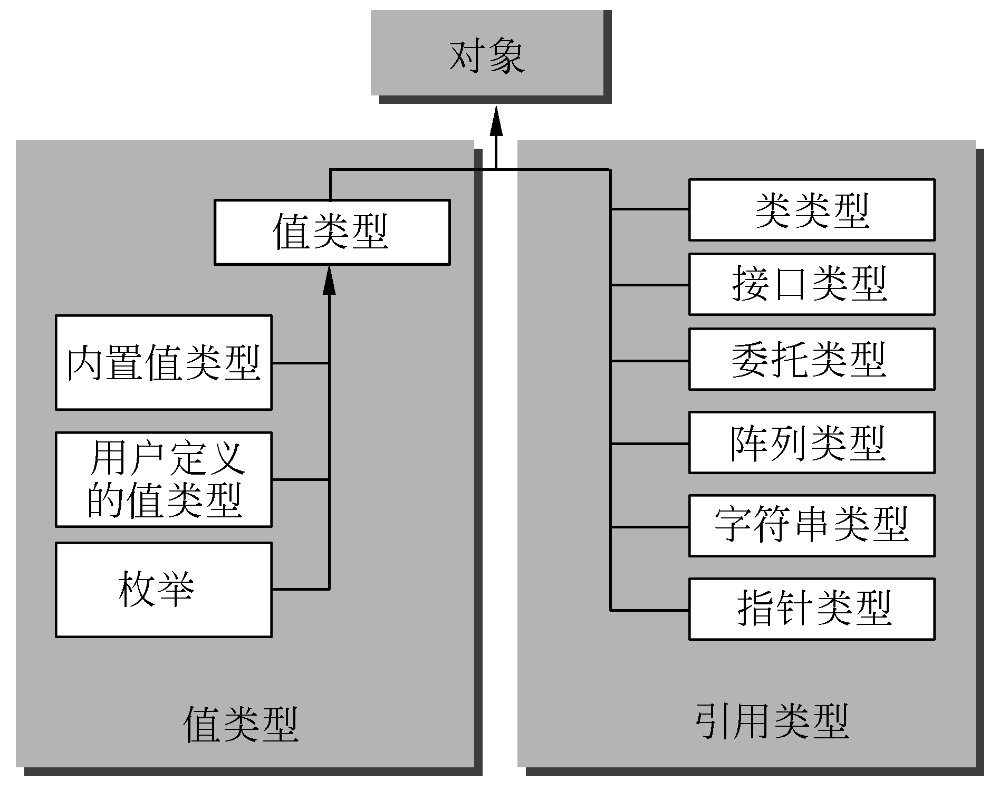 对象
值类型
内置值类型
用户定义
的值类型
枚举
值类型
类类型
接口类型
委托类型
阵列类型
字符串类型
指针类型
引用类型